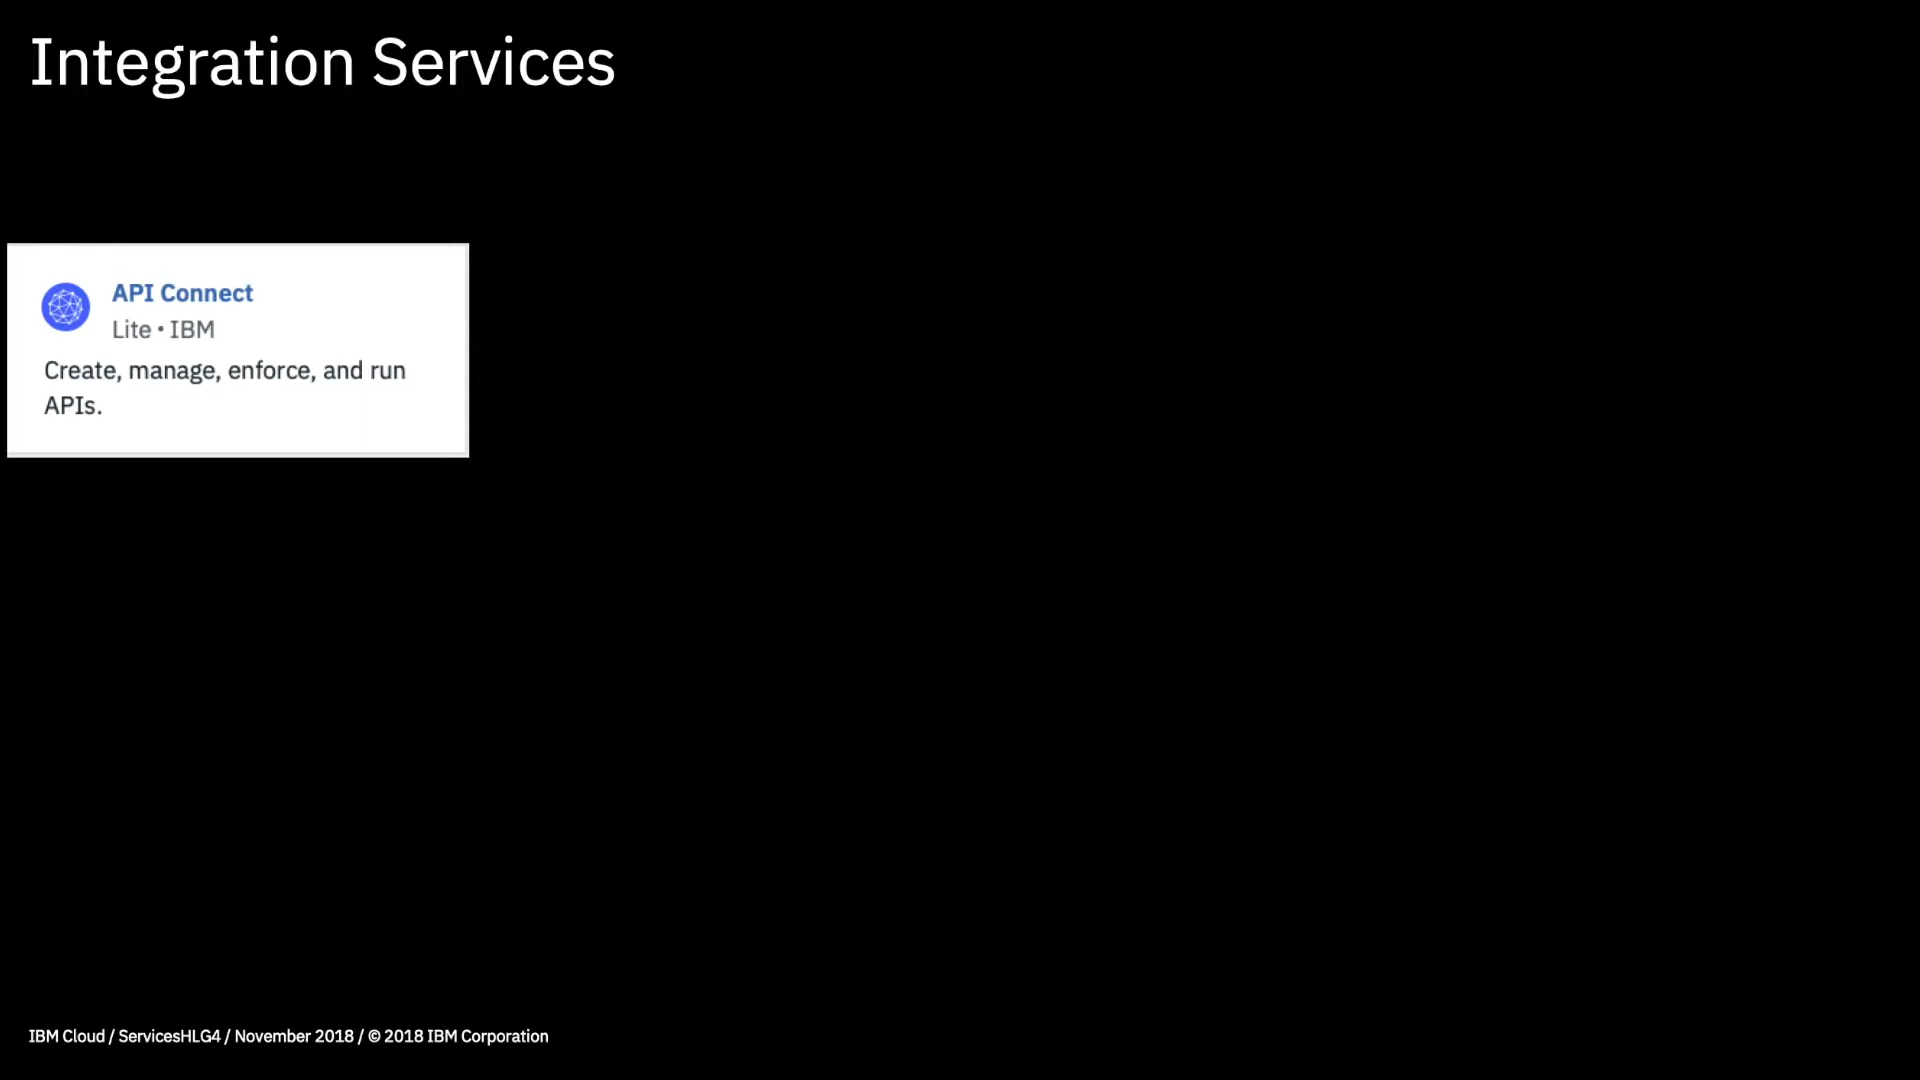 Integration Services
API Connect
Lite • IBM
Create, manage, enforce, and run
APIs.
IBM Cloud / ServicesHLG4 / November 2018 / © 2018 IBM Corporation